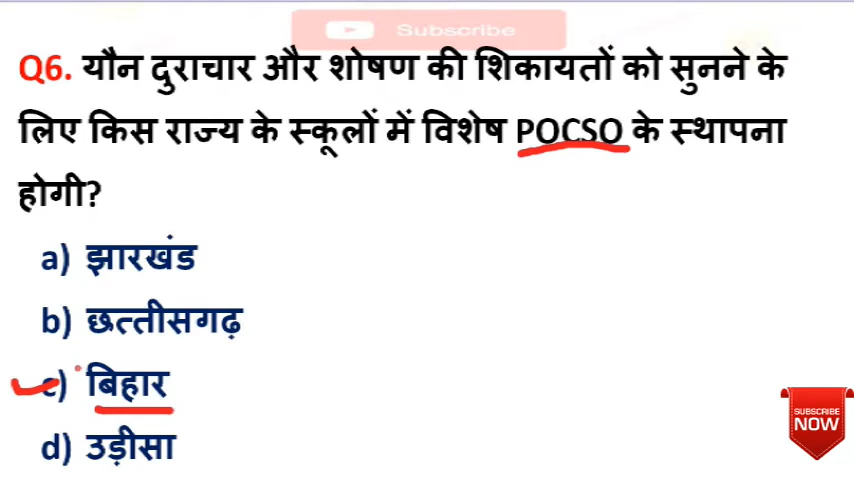 Subscribe
Q6. यौन दुराचार और शोषण की शिकायतों को सुनने के
लिए किस राज्य के स्कूलों में विशेष POCSO के स्थापना
होगी?
a) झारखंड
b) छत्तीसगढ़
c) बिहार
d) उड़ीसा
SUBSCRIBE
NOW